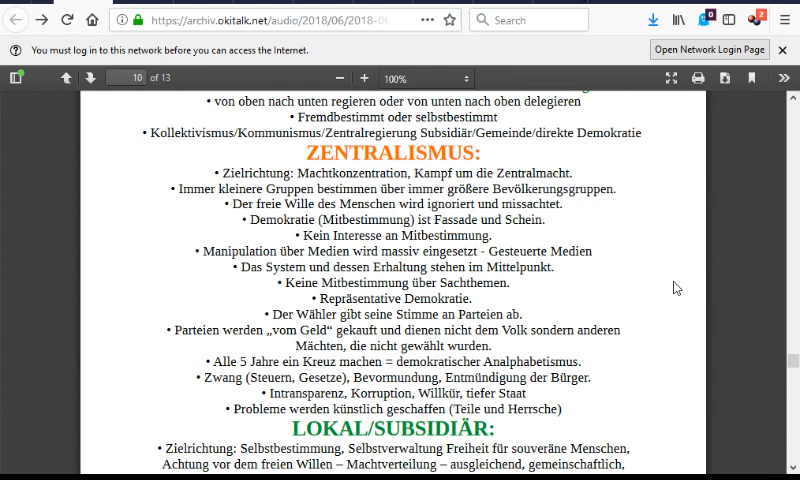 https://archiv.okitalk.net/audio/2018/06/2018-06
Search
0
2
You must log in to this network before you can access the Internet.
Open Network Login Page
10 of 13
100%
• von oben nach unten regieren oder von unten nach oben delegieren
• Fremdbestimmt oder selbstbestimmt
• Kollektivismus/Kommunismus/Zentralregierung Subsidiär/Gemeinde/direkte Demokratie
ZENTRALISMUS:
• Zielrichtung: Machtkonzentration, Kampf um die Zentralmacht.
• Immer kleinere Gruppen bestimmen über immer größere Bevölkerungsgruppen.
• Der freie Wille des Menschen wird ignoriert und missachtet.
• Demokratie (Mitbestimmung) ist Fassade und Schein.
• Kein Interesse an Mitbestimmung.
• Manipulation über Medien wird massiv eingesetzt - Gesteuerte Medien
• Das System und dessen Erhaltung stehen im Mittelpunkt.
• Keine Mitbestimmung über Sachthemen.
• Repräsentative Demokratie.
• Der Wähler gibt seine Stimme an Parteien ab.
• Parteien werden „vom Geld“ gekauft und dienen nicht dem Volk sondern anderen
Mächten, die nicht gewählt wurden.
• Alle 5 Jahre ein Kreuz machen = demokratischer Analphabetismus.
• Zwang (Steuern, Gesetze), Bevormundung, Entmündigung der Bürger.
• Intransparenz, Korruption, Willkür, tiefer Staat
• Probleme werden künstlich geschaffen (Teile und Herrsche)
LOKAL/SUBSIDIÄR:
• Zielrichtung: Selbstbestimmung, Selbstverwaltung Freiheit für souveräne Menschen,
Achtung vor dem freien Willen – Machtverteilung – ausgleichend, gemeinschaftlich,